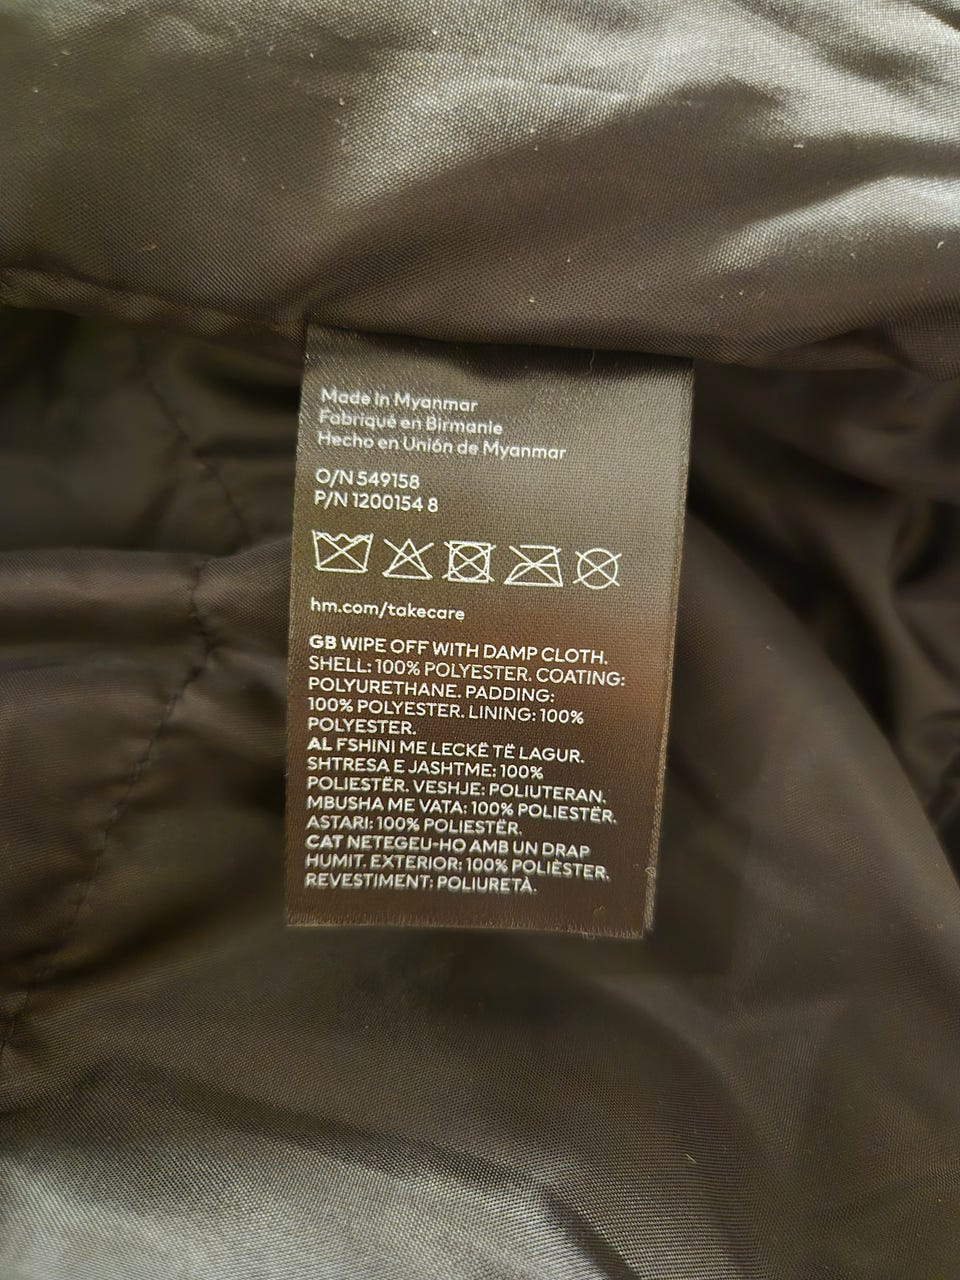 Made in Myanmar
Fabriqué en Birmanie
Hecho en Unión de Myanmar
O/N 549158
P/N 1200154 8
hm.com/takecare
GB WIPE OFF WITH DAMP CLOTH.
SHELL: 100% POLYESTER. COATING:
POLYURETHANE. PADDING:
100% POLYESTER. LINING: 100%
POLYESTER.
AL FSHINI ME LECKË TË LAGUR.
SHTRESA E JASHTME: 100%
POLIESTËR. VESHJE: POLIUTERAN.
MBUSHA ME VATA: 100% POLIESTËR.
ASTARI: 100% POLIESTËR.
CAT NETEGEU-HO AMB UN DRAP
HUMIT. EXTERIOR: 100% POLIÈSTER.
REVESTIMENT: POLIURETÀ.